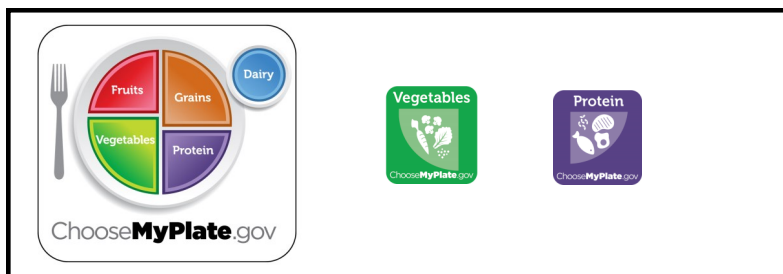 Dairy
Fruits
Grains
Vegetables
Protein
ChooseMyPlate.gov
Vegetables
ChooseMyPlate.gov
Protein
ChooseMyPlate.gov